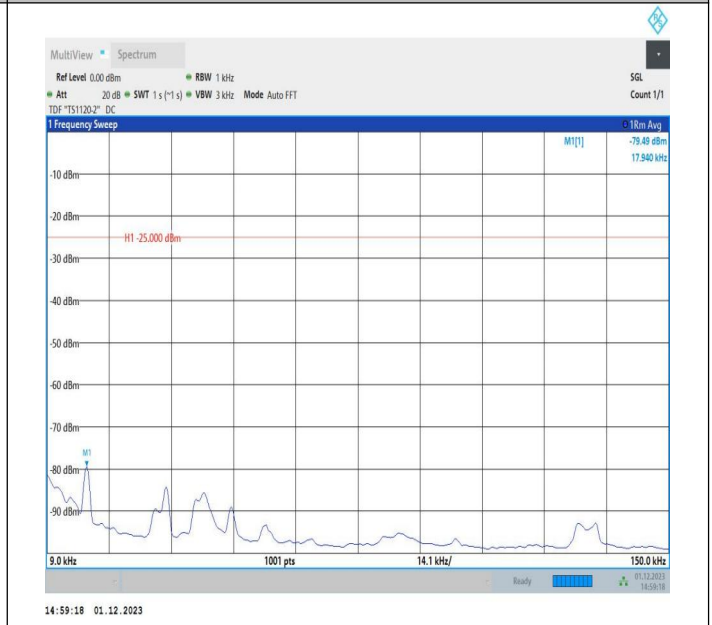 MultiView Spectrum
Ref Level 0.00 dBm RBW 1 kHz SGL
Att 20 dB SWT 1 s (~1 s) VBW 3 kHz Mode Auto FFT Count 1/1
TDF "TS1120-2" DC
1 Frequency Sweep 1Rm Avg
M1[1] -79.49 dBm
17.940 kHz
-10 dBm
-20 dBm
H1 -25.000 dBm
-30 dBm
-40 dBm
-50 dBm
-60 dBm
-70 dBm
M1
-80 dBm
-90 dBm
9.0 kHz 1001 pts 14.1 kHz/ 150.0 kHz
Ready 01.12.2023
14:59:18
14:59:18 01.12.2023